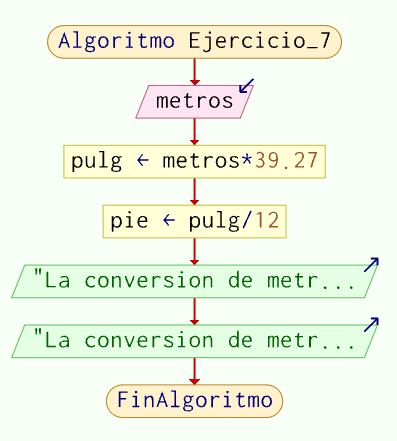 Algoritmo Ejercicio_7
metros
pulg ← metros*39.27
pie ← pulg/12
"La conversion de metr...
"La conversion de metr...
FinAlgoritmo